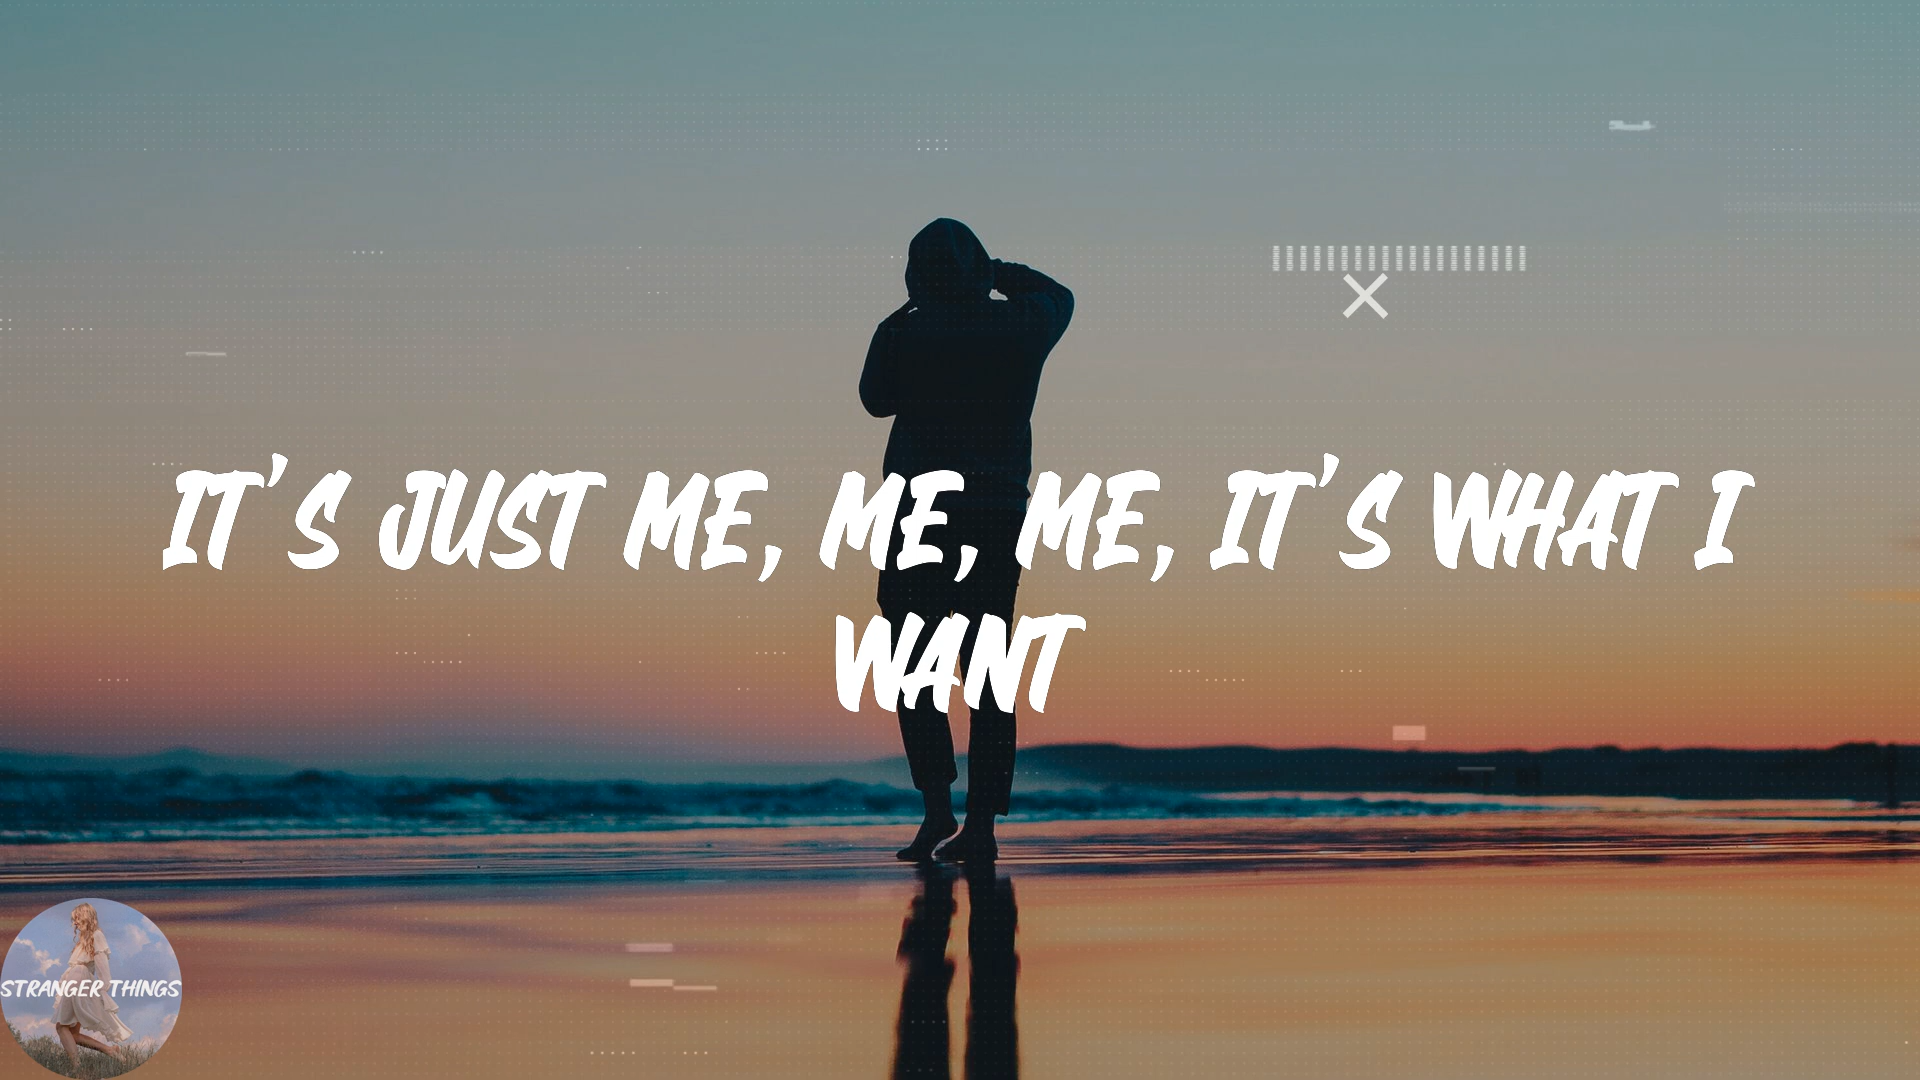 IT'S JUST ME, ME, ME, IT'S WHAT I
WANT
STRANGER THINGS